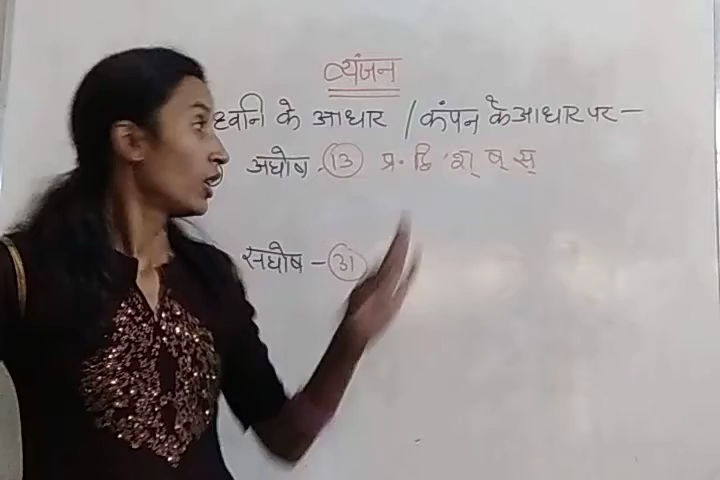 व्यंजन
ध्वनि के आधार / कंपन के आधार पर –
अघोष - 13 प्र. द्वि श् ष् स्
सघोष - 31